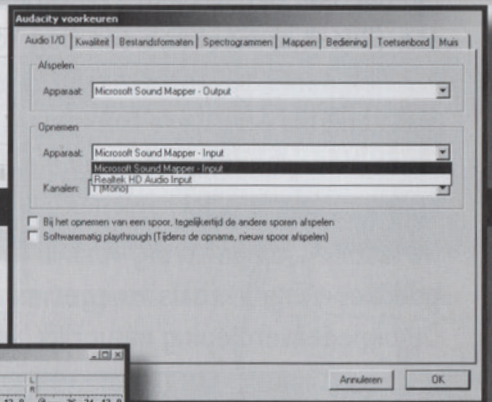 Audacity voorkeuren
Audio I/O Kwaliteit Bestandsformaten Spectrogrammen Mappen Bediening Toetsenbord Muis
Afspelen
Apparaat: Microsoft Sound Mapper - Output
Opnemen
Apparaat: Microsoft Sound Mapper - Input
Microsoft Sound Mapper - Input
Realtek HD Audio Input
Kanalen: 1 (Mono)
Bij het opnemen van een spoor, tegelijkertijd de andere sporen afspelen
Softwarematig playthrough (Tijdens de opname, nieuw spoor afspelen)
Annuleren OK
L
R